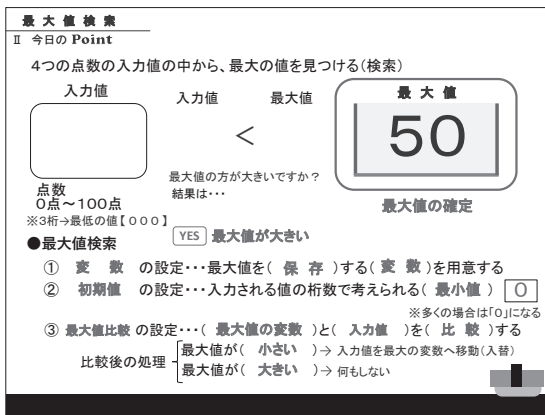 最大値検索
Ⅱ 今日の Point
4つの点数の入力値の中から、最大の値を見つける(検索)
入力値
入力値 最大値
最大値
<
50
最大値の方が大きいですか?
結果は・・・
点数
0点~100点
※3桁→最低の値【000】
最大値の確定
YES 最大値が大きい
●最大値検索
① 変数 の設定・・・最大値を( 保存 )する( 変数 )を用意する
② 初期値 の設定・・・入力される値の桁数で考えられる( 最小値 ) 0
※多くの場合は「0」になる
③ 最大値比較 の設定・・・( 最大値の変数 )と( 入力値 )を( 比較 )する
比較後の処理
最大値が( 小さい )→ 入力値を最大の変数へ移動(入替)
最大値が( 大きい )→ 何もしない